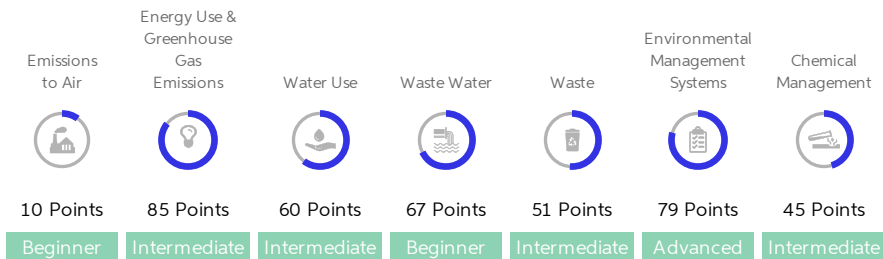 Emissions
to Air
10 Points
Beginner
Energy Use &
Greenhouse
Gas
Emissions
85 Points
Intermediate
Water Use
60 Points
Intermediate
Waste Water
67 Points
Beginner
Waste
51 Points
Intermediate
Environmental
Management
Systems
79 Points
Advanced
Chemical
Management
45 Points
Intermediate